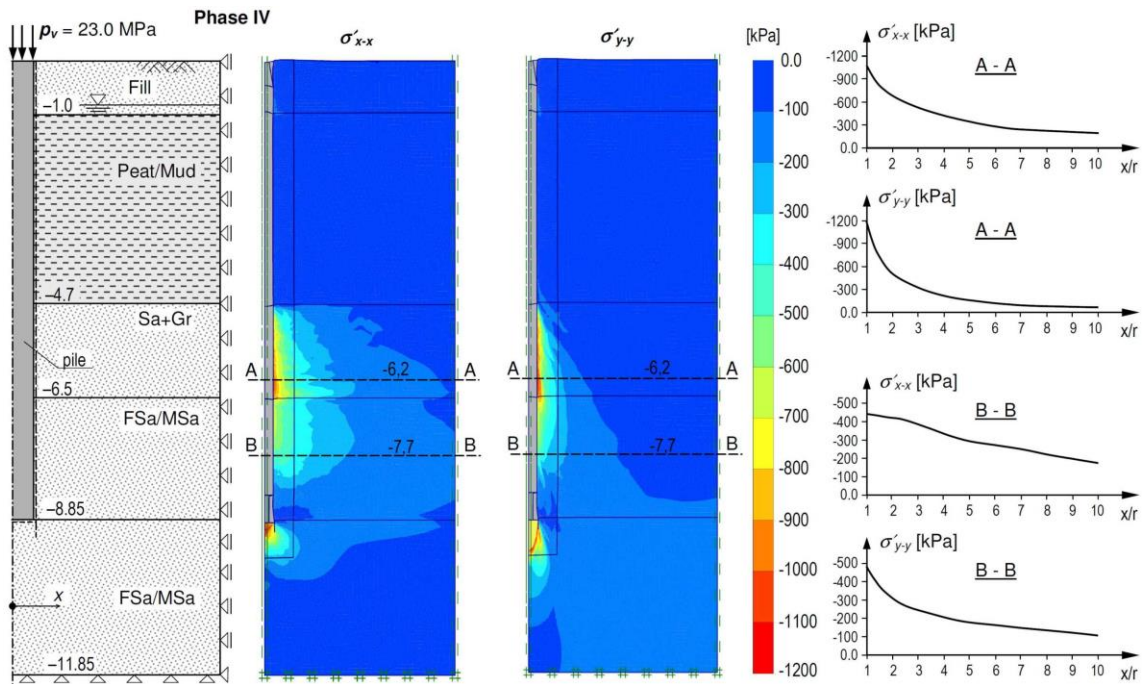 Phase IV
pv = 23.0 MPa
σ′x-x
σ′y-y
[kPa]
Fill
–1.0
Peat/Mud
–4.7
Sa+Gr
pile
–6.5
FSa/MSa
–8.85
FSa/MSa
x
–11.85
A -6,2 A
B -7,7 B
A -6,2 A
B -7,7 B
0.0
-100
-200
-300
-400
-500
-600
-700
-800
-900
-1000
-1100
-1200
σ′x-x [kPa]
A - A
-1200
-900
-600
-300
0.0
1 2 3 4 5 6 7 8 9 10 x/r
σ′y-y [kPa]
A - A
-1200
-900
-600
-300
0.0
1 2 3 4 5 6 7 8 9 10 x/r
σ′x-x [kPa]
B - B
-500
-400
-300
-200
-100
0.0
1 2 3 4 5 6 7 8 9 10 x/r
σ′y-y [kPa]
B - B
-500
-400
-300
-200
-100
0.0
1 2 3 4 5 6 7 8 9 10 x/r